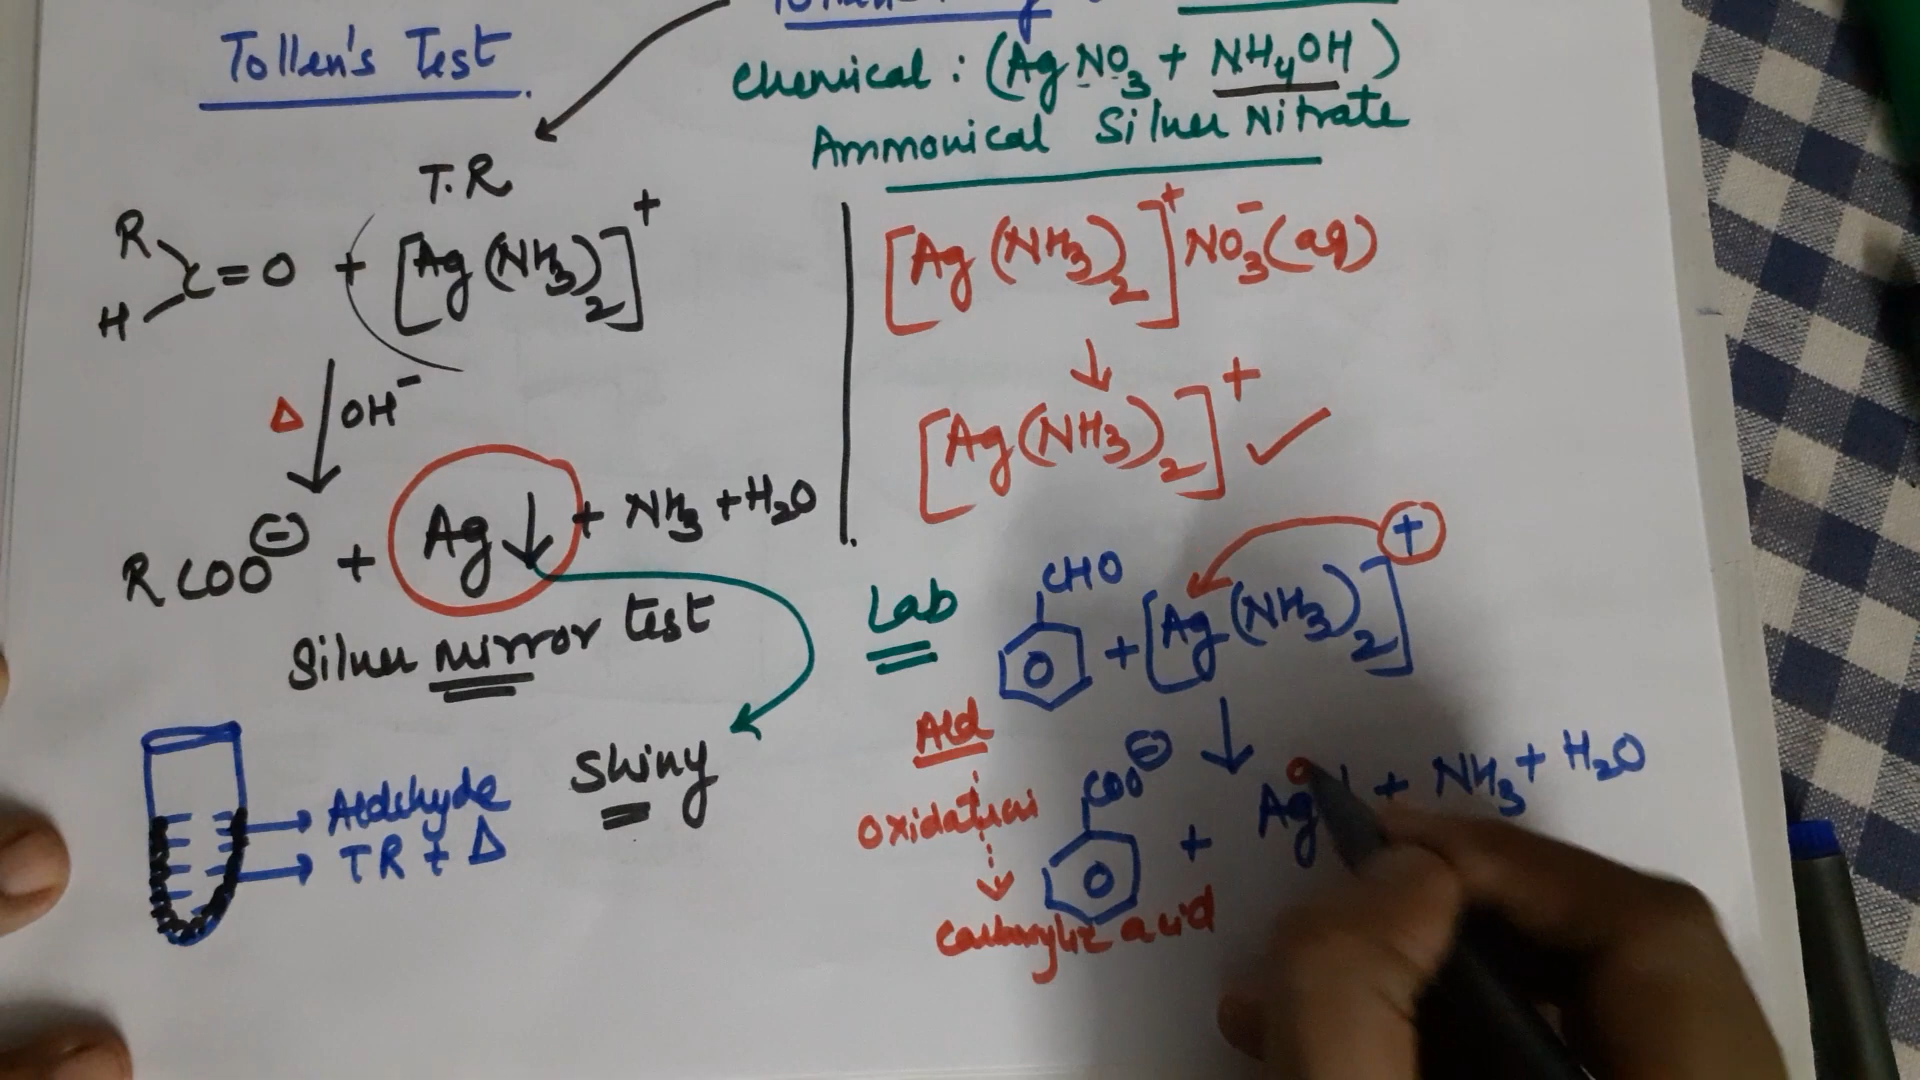 Tollen's Test
Chemical : (AgNO3 + NH4OH)
Ammonical Silver Nitrate
T.R
R
H
C=O + [Ag(NH3)2]+
[Ag(NH3)2]+ NO3- (aq)
[Ag(NH3)2]+
Δ OH-
RCOO- + Ag↓ + NH3 + H2O
Silver mirror test
Shiny
Aldehyde
TR + Δ
Lab
CHO
+ [Ag(NH3)2]+
Ald
Oxidation
Carboxylic acid
COO-
+ Ag + NH3 + H2O